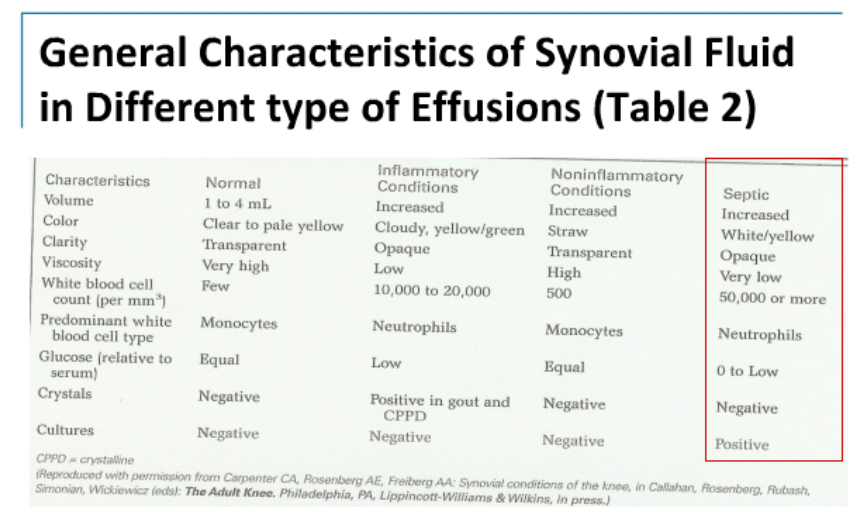 General Characteristics of Synovial Fluid
in Different type of Effusions (Table 2)
Characteristics Normal Inflammatory Conditions Noninflammatory Conditions Septic
Volume 1 to 4 mL Increased Increased Increased
Color Clear to pale yellow Cloudy, yellow/green Straw White/yellow
Clarity Transparent Opaque Transparent Opaque
Viscosity Very high Low High Very low
White blood cell count (per mm³) Few 10,000 to 20,000 500 50,000 or more
Predominant white blood cell type Monocytes Neutrophils Monocytes Neutrophils
Glucose (relative to serum) Equal Low Equal 0 to Low
Crystals Negative Positive in gout and CPPD Negative Negative
Cultures Negative Negative Negative Positive
CPPD = crystalline
(Reproduced with permission from Carpenter CA, Rosenberg AE, Freiberg AA: Synovial conditions of the knee, in Callahan, Rosenberg, Rubash,
Simonian, Wickiewicz (eds): The Adult Knee. Philadelphia, PA, Lippincott-Williams & Wilkins, in press.)